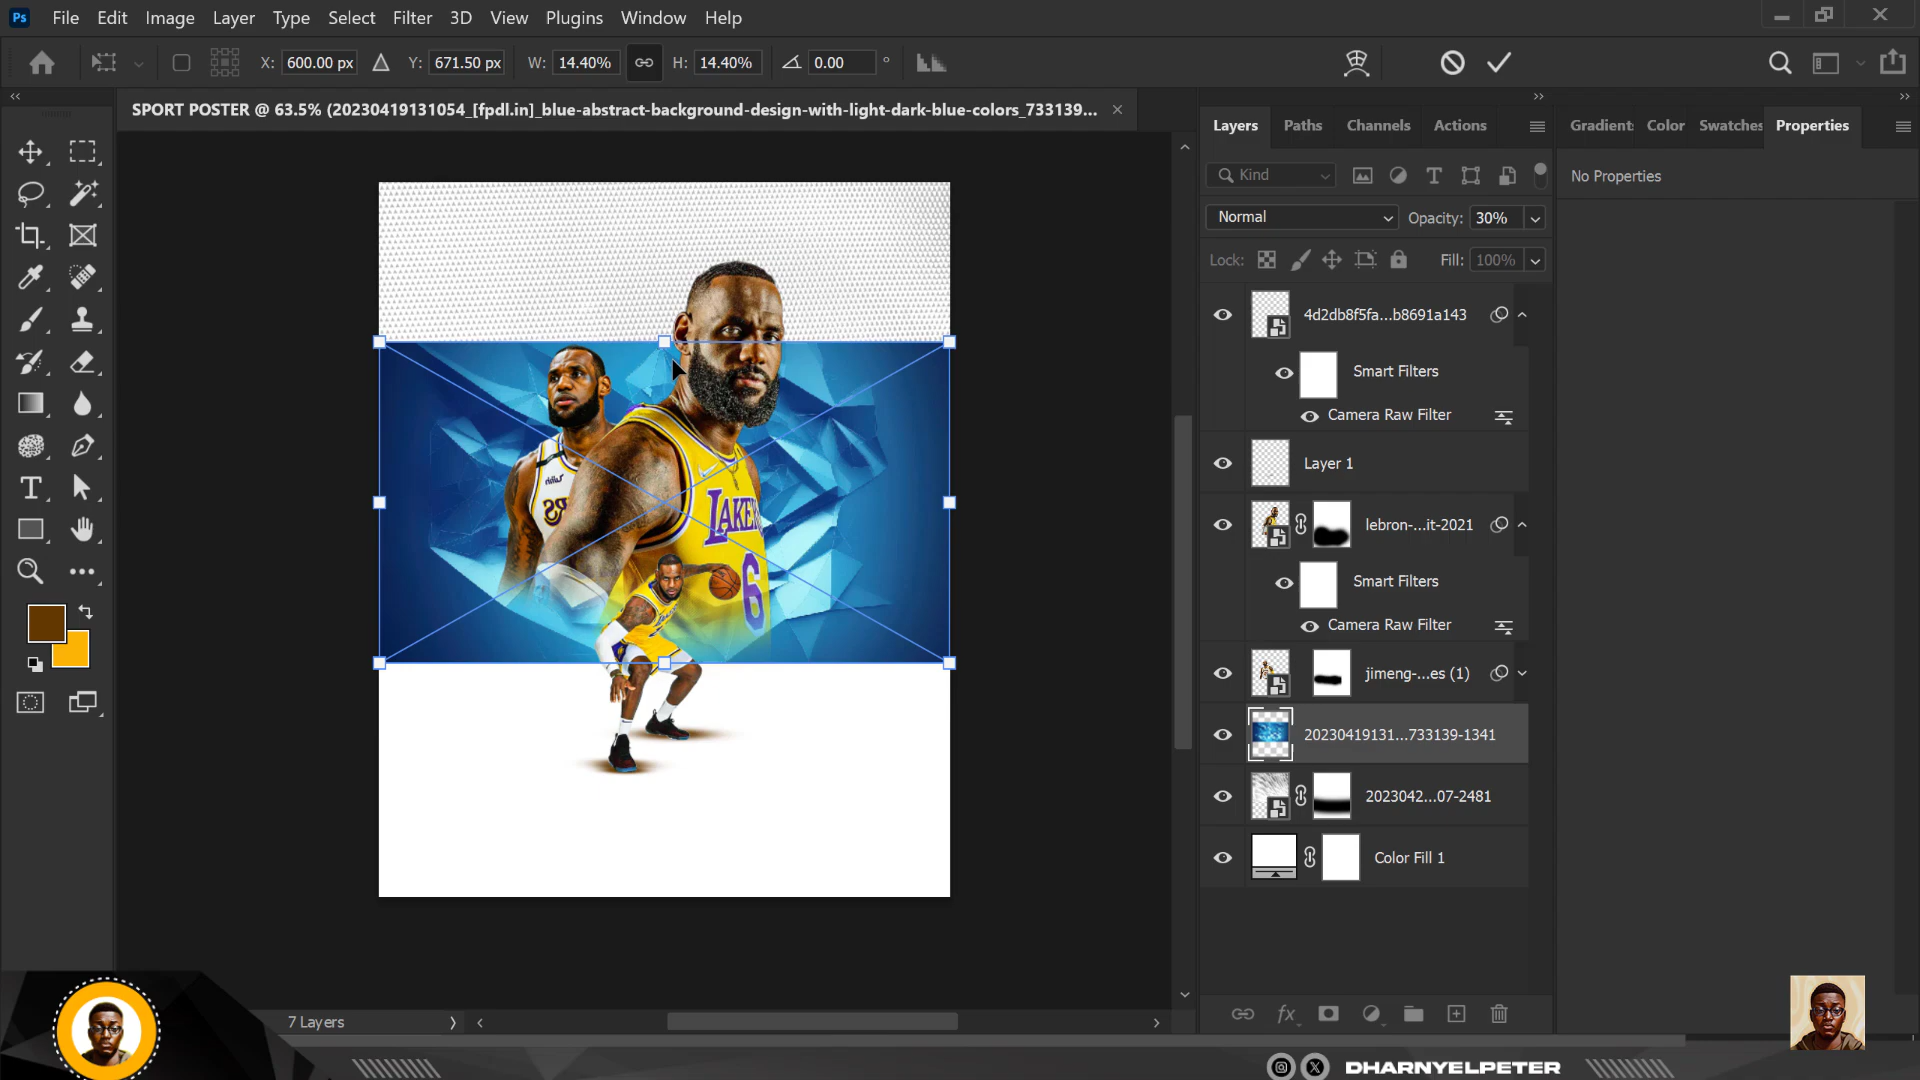 Ps File Edit Image Layer Type Select Filter 3D View Plugins Window Help
X: 600.00 px Y: 671.50 px W: 14.40% H: 14.40% 0.00 °
SPORT POSTER @ 63.5% (20230419131054_[fpdl.in]_blue-abstract-background-design-with-light-dark-blue-colors_733139... ×
Layers Paths Channels Actions
Gradient Color Swatches Properties
Kind
No Properties
Normal Opacity: 30%
Lock: Fill: 100%
4d2db8f5fa...b8691a143
Smart Filters
Camera Raw Filter
Layer 1
lebron-...it-2021
Smart Filters
Camera Raw Filter
jimeng-...es (1)
20230419131...733139-1341
2023042...07-2481
Color Fill 1
LAKE
6
7 Layers
fx
DHARNYELPETER